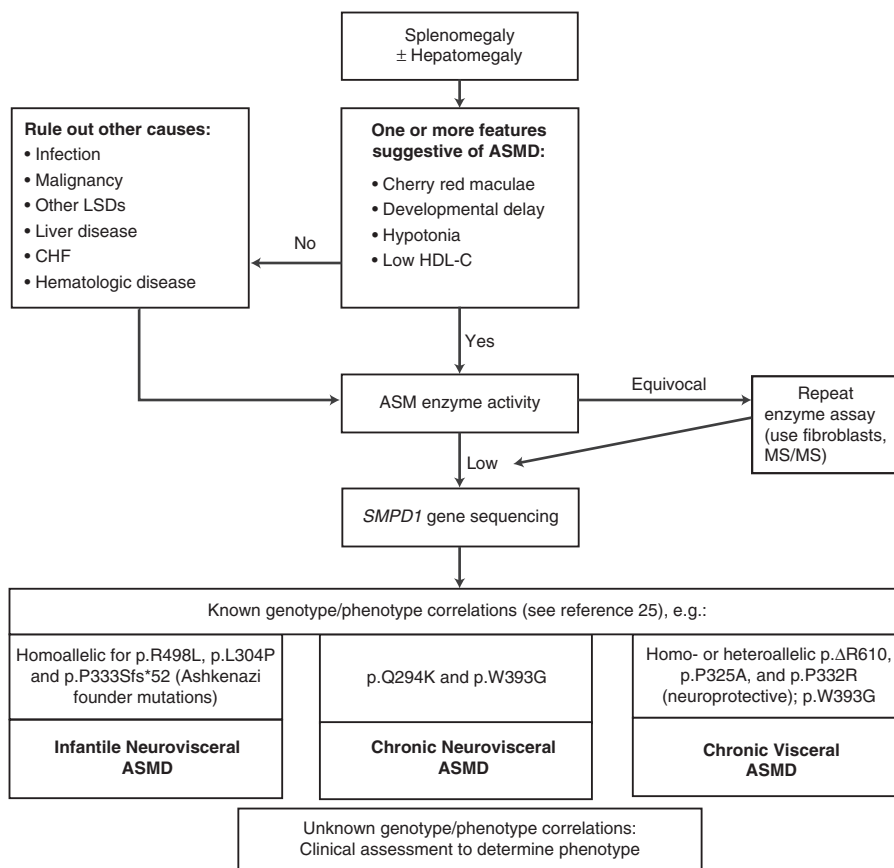 Splenomegaly
± Hepatomegaly
Rule out other causes:
• Infection
• Malignancy
• Other LSDs
• Liver disease
• CHF
• Hematologic disease
No
One or more features
suggestive of ASMD:
• Cherry red maculae
• Developmental delay
• Hypotonia
• Low HDL-C
Yes
ASM enzyme activity
Equivocal
Repeat
enzyme assay
(use fibroblasts,
MS/MS)
Low
SMPD1 gene sequencing
Known genotype/phenotype correlations (see reference 25), e.g.:
Homoallelic for p.R498L, p.L304P
and p.P333Sfs*52 (Ashkenazi
founder mutations)
Infantile Neurovisceral
ASMD
p.Q294K and p.W393G
Chronic Neurovisceral
ASMD
Homo- or heteroallelic p.ΔR610,
p.P325A, and p.P332R
(neuroprotective); p.W393G
Chronic Visceral
ASMD
Unknown genotype/phenotype correlations:
Clinical assessment to determine phenotype